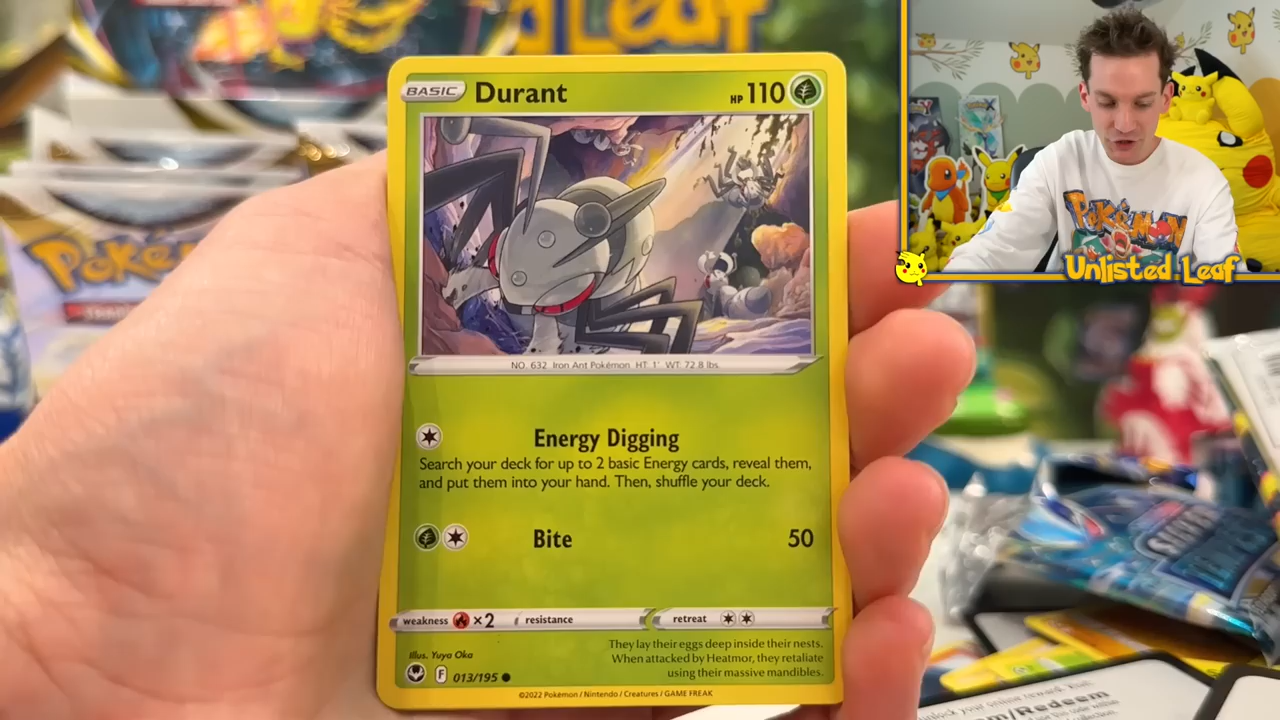 Leaf
BASIC Durant HP 110
NO. 632 Iron Ant Pokémon HT: 1' WT: 72.8 lbs.
Energy Digging
Search your deck for up to 2 basic Energy cards, reveal them,
and put them into your hand. Then, shuffle your deck.
Bite 50
weakness ×2 resistance retreat
Illus. Yuya Oka
F 013/195
They lay their eggs deep inside their nests.
When attacked by Heatmor, they retaliate
using their massive mandibles.
©2022 Pokémon / Nintendo / Creatures / GAME FREAK
POKéMON
Unlisted Leaf
Poké
m/Redeem